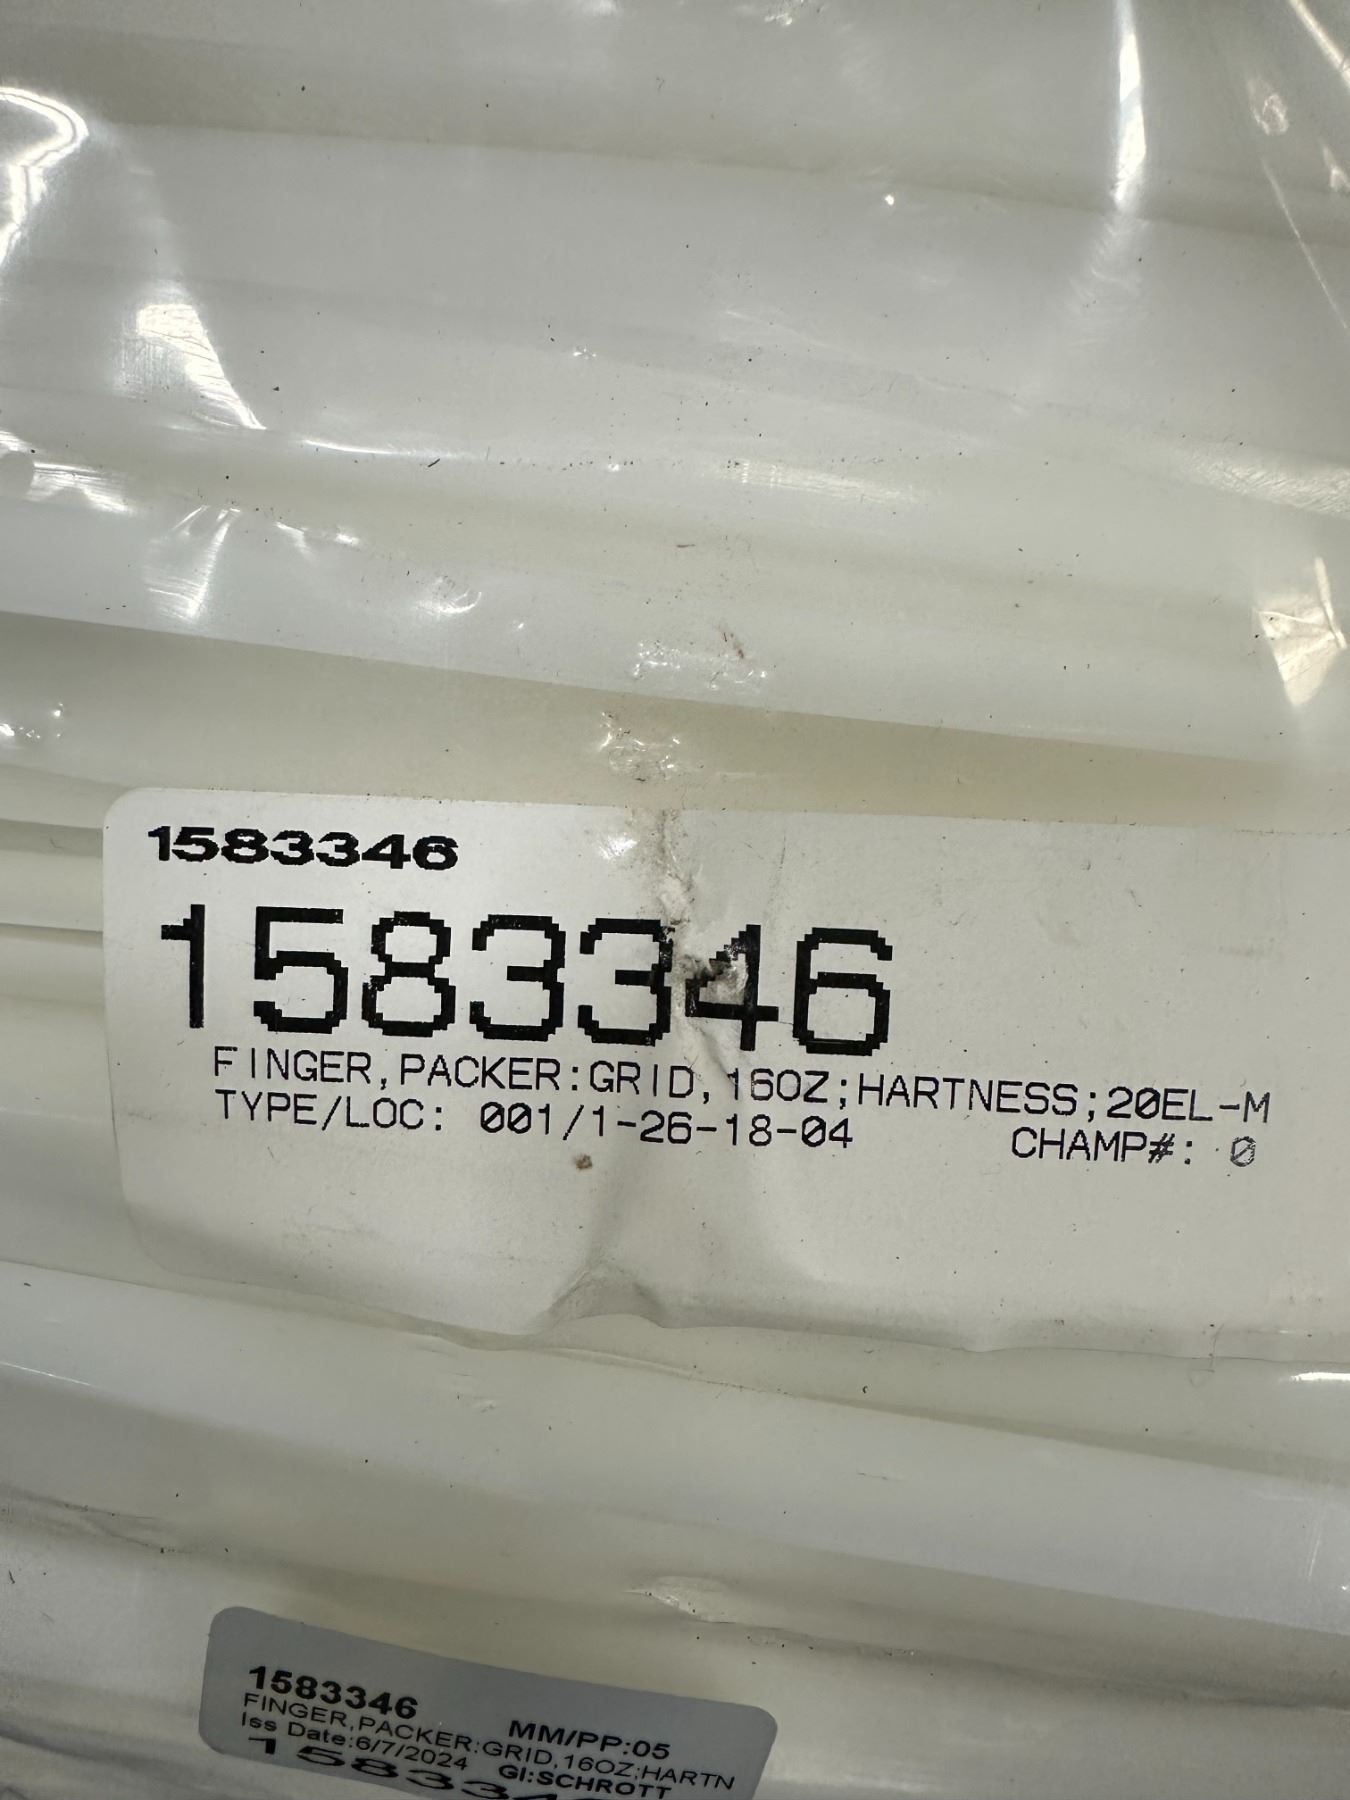 1583346
1583346
FINGER,PACKER:GRID,16OZ;HARTNESS;20EL-M
TYPE/LOC: 001/1-26-18-04 CHAMP#: 0
1583346 MM/PP:05
FINGER,PACKER:GRID,16OZ;HARTN
Iss Date:6/7/2024 GI:SCHROTT
1583346